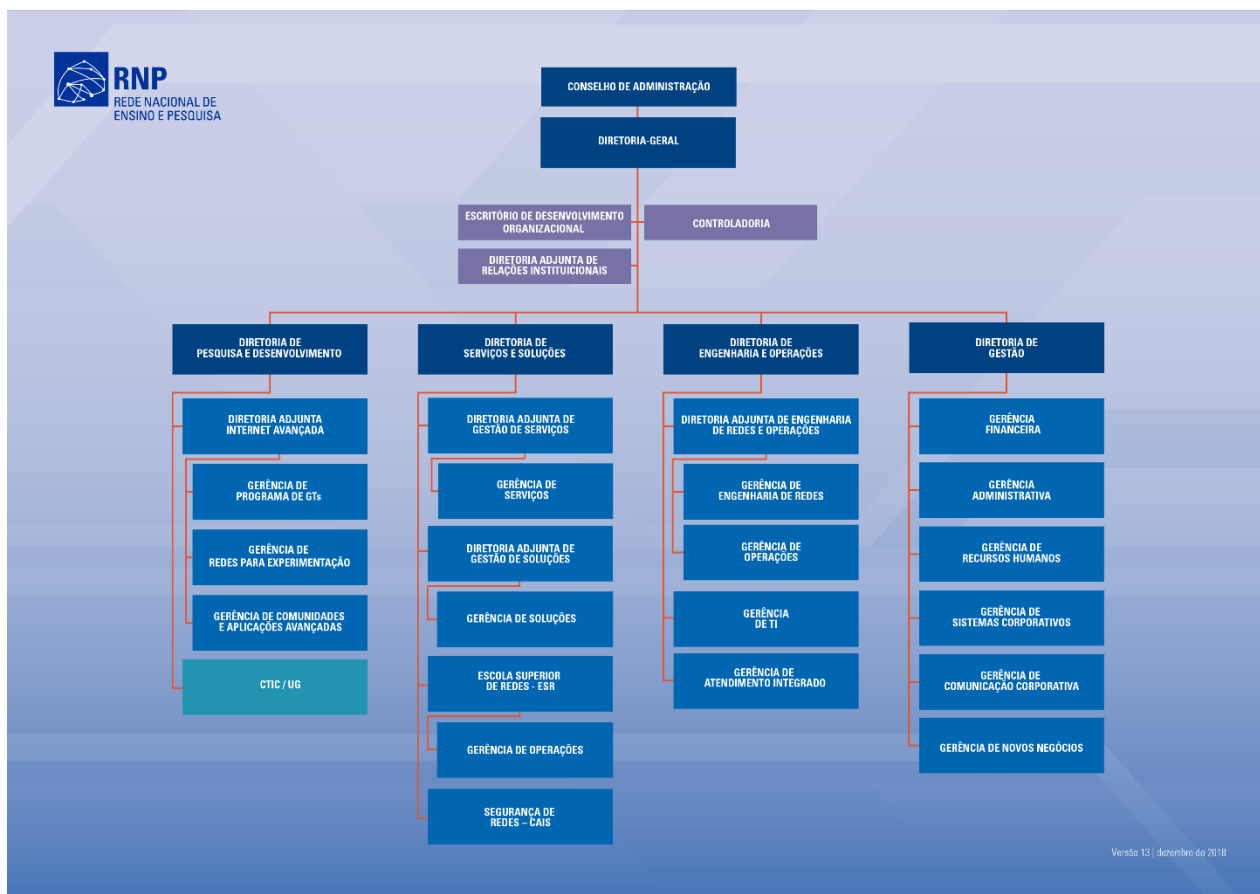 RNP
REDE NACIONAL DE
ENSINO E PESQUISA
CONSELHO DE ADMINISTRAÇÃO
DIRETORIA-GERAL
ESCRITÓRIO DE DESENVOLVIMENTO
ORGANIZACIONAL
CONTROLADORIA
DIRETORIA ADJUNTA DE
RELAÇÕES INSTITUICIONAIS
DIRETORIA DE
PESQUISA E DESENVOLVIMENTO
DIRETORIA ADJUNTA
INTERNET AVANÇADA
GERÊNCIA DE
PROGRAMA DE GTs
GERÊNCIA DE
REDES PARA EXPERIMENTAÇÃO
GERÊNCIA DE COMUNIDADES
E APLICAÇÕES AVANÇADAS
CTIC / UG
DIRETORIA DE
SERVIÇOS E SOLUÇÕES
DIRETORIA ADJUNTA DE
GESTÃO DE SERVIÇOS
GERÊNCIA DE
SERVIÇOS
DIRETORIA ADJUNTA DE
GESTÃO DE SOLUÇÕES
GERÊNCIA DE SOLUÇÕES
ESCOLA SUPERIOR
DE REDES - ESR
GERÊNCIA DE OPERAÇÕES
SEGURANÇA DE
REDES – CAIS
DIRETORIA DE
ENGENHARIA E OPERAÇÕES
DIRETORIA ADJUNTA DE ENGENHARIA
DE REDES E OPERAÇÕES
GERÊNCIA DE
ENGENHARIA DE REDES
GERÊNCIA DE
OPERAÇÕES
GERÊNCIA
DE TI
GERÊNCIA DE
ATENDIMENTO INTEGRADO
DIRETORIA DE
GESTÃO
GERÊNCIA
FINANCEIRA
GERÊNCIA
ADMINISTRATIVA
GERÊNCIA DE
RECURSOS HUMANOS
GERÊNCIA DE
SISTEMAS CORPORATIVOS
GERÊNCIA DE
COMUNICAÇÃO CORPORATIVA
GERÊNCIA DE NOVOS NEGÓCIOS
Versão 13 | dezembro de 2018